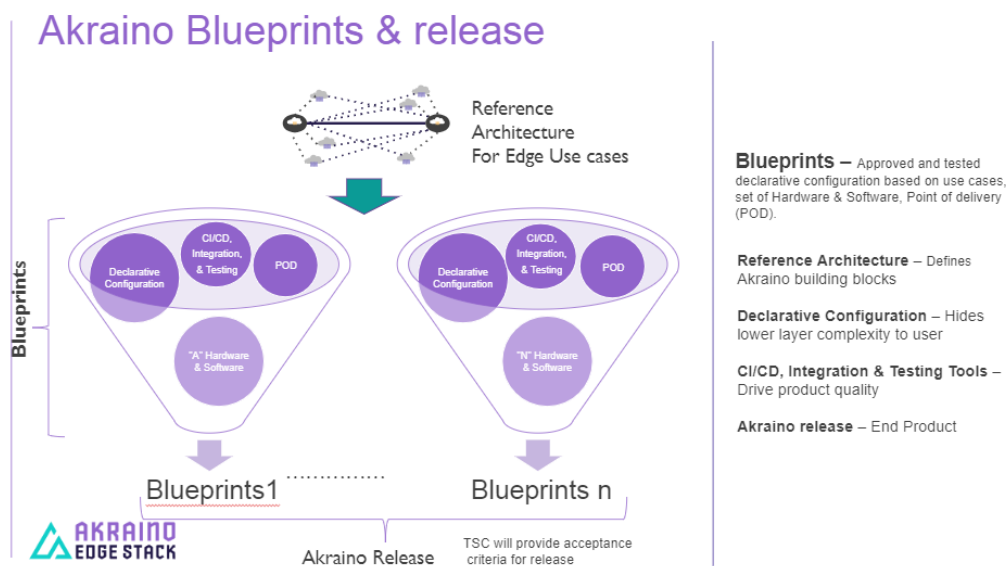 Akraino Blueprints & release
Reference
Architecture
For Edge Use cases
Blueprints
Declarative
Configuration
CI/CD,
Integration,
& Testing
POD
"A" Hardware
& Software
Declarative
Configuration
CI/CD,
Integration,
& Testing
POD
"N" Hardware
& Software
Blueprints1
Blueprints n
Akraino Release
TSC will provide acceptance
criteria for release
AKRAINO
EDGE STACK
Blueprints – Approved and tested
declarative configuration based on use cases,
set of Hardware & Software, Point of delivery
(POD).
Reference Architecture – Defines
Akraino building blocks
Declarative Configuration – Hides
lower layer complexity to user
CI/CD, Integration & Testing Tools –
Drive product quality
Akraino release – End Product